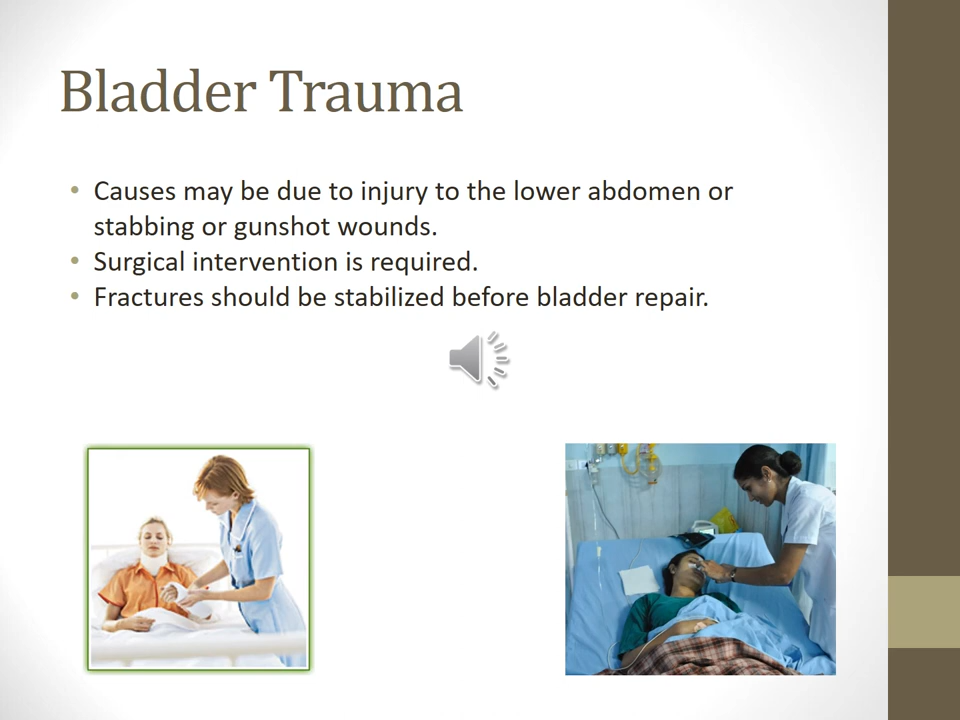 Bladder Trauma
• Causes may be due to injury to the lower abdomen or
stabbing or gunshot wounds.
• Surgical intervention is required.
• Fractures should be stabilized before bladder repair.